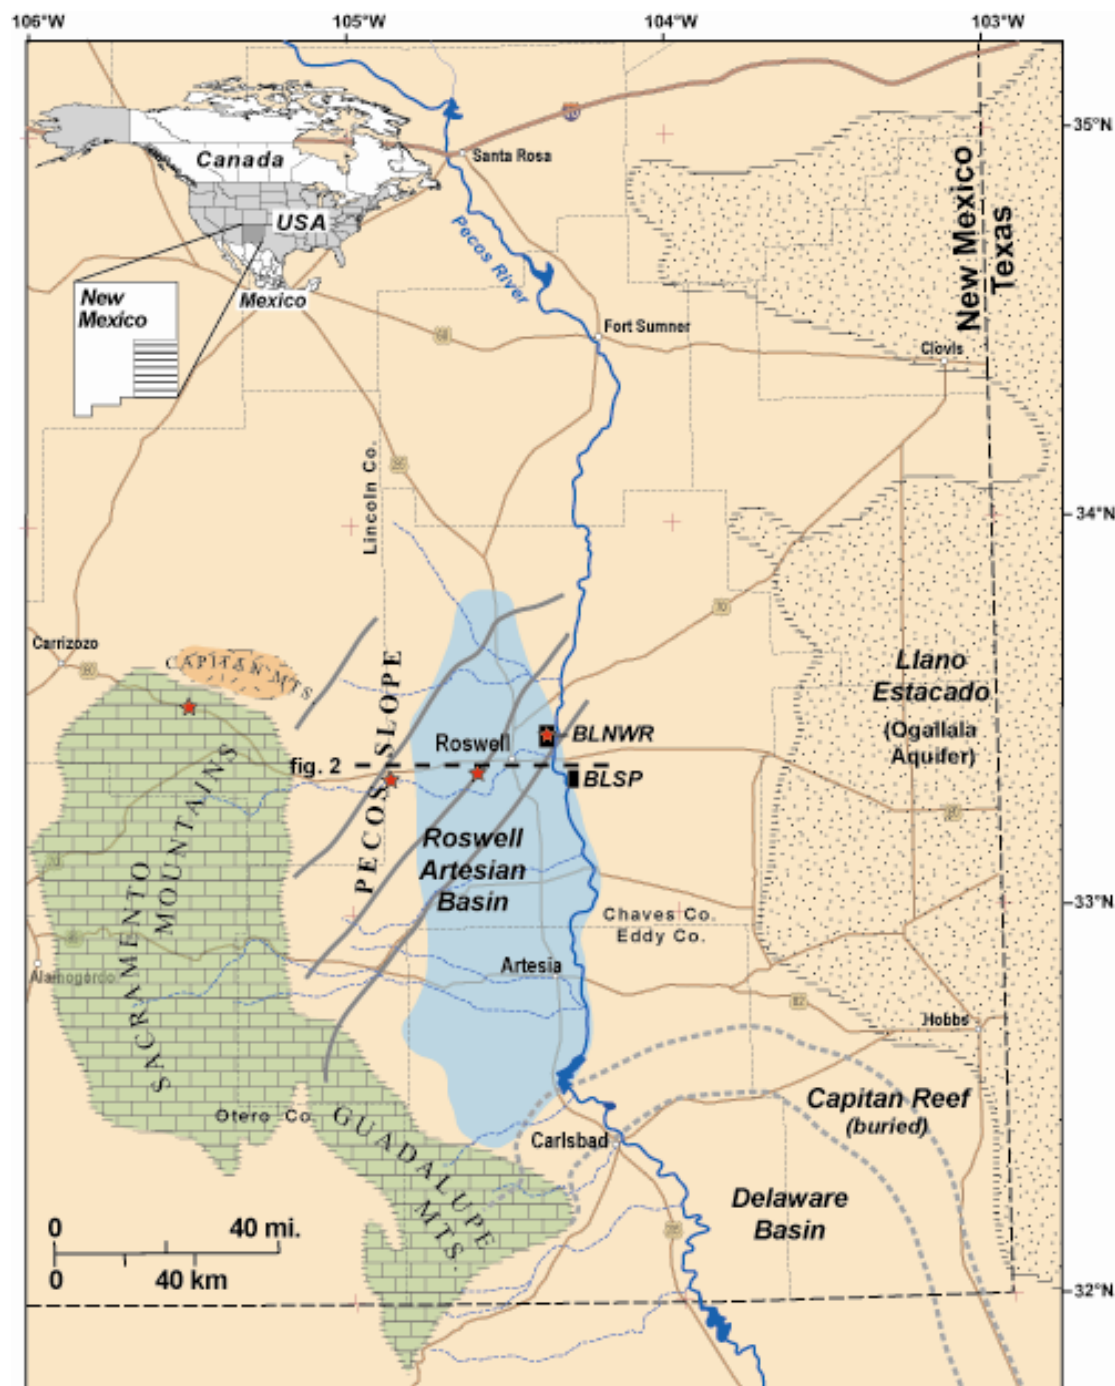 106°W 105°W 104°W 103°W
35°N
Santa Rosa
Canada
USA
Mexico
New
Mexico
Pecos River
New Mexico
Texas
60
Fort Sumner
Clovis
34°N
Lincoln Co.
70
Carrizozo
CAPITAN MTS
PECOS SLOPE
Llano
Estacado
(Ogallala
Aquifer)
Roswell
BLNWR
fig. 2
BLSP
Roswell
Artesian
Basin
SACRAMENTO
MOUNTAINS
33°N
Chaves Co.
Eddy Co.
Artesia
Alamogordo
82
Hobbs
Otero Co.
GUADALUPE
MTS.
Capitan Reef
(buried)
Carlsbad
Delaware
Basin
0 40 mi.
0 40 km
32°N